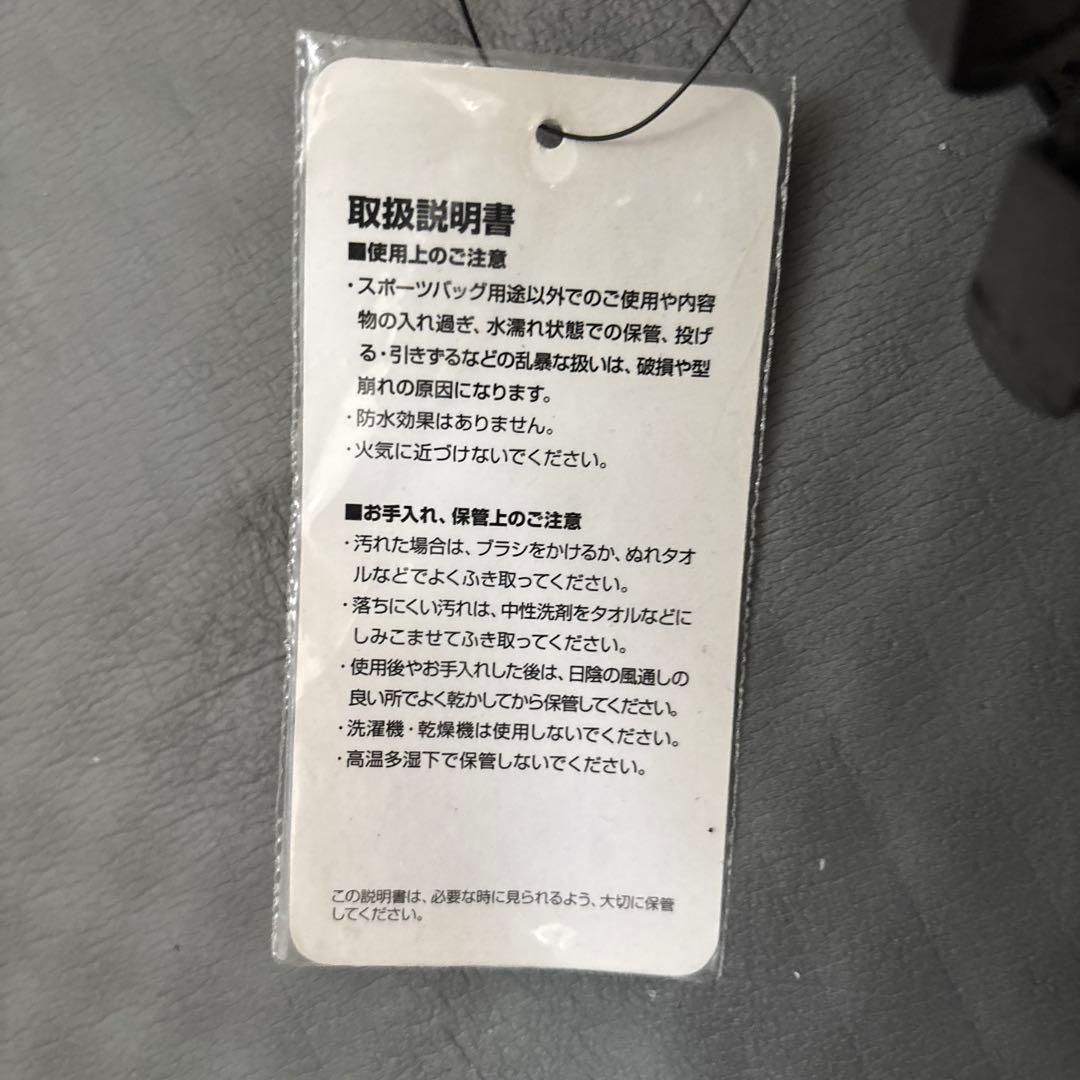 取扱説明書
■使用上のご注意
・スポーツバッグ用途以外でのご使用や内容
物の入れ過ぎ、水濡れ状態での保管、投げ
る・引きずるなどの乱暴な扱いは、破損や型
崩れの原因になります。
・防水効果はありません。
・火気に近づけないでください。
■お手入れ、保管上のご注意
・汚れた場合は、ブラシをかけるか、ぬれタオ
ルなどでよくふき取ってください。
・落ちにくい汚れは、中性洗剤をタオルなどに
しみこませてふき取ってください。
・使用後やお手入れした後は、日陰の風通しの
良い所でよく乾かしてから保管してください。
・洗濯機・乾燥機は使用しないでください。
・高温多湿下で保管しないでください。
この説明書は、必要な時に見られるよう、大切に保管
してください。